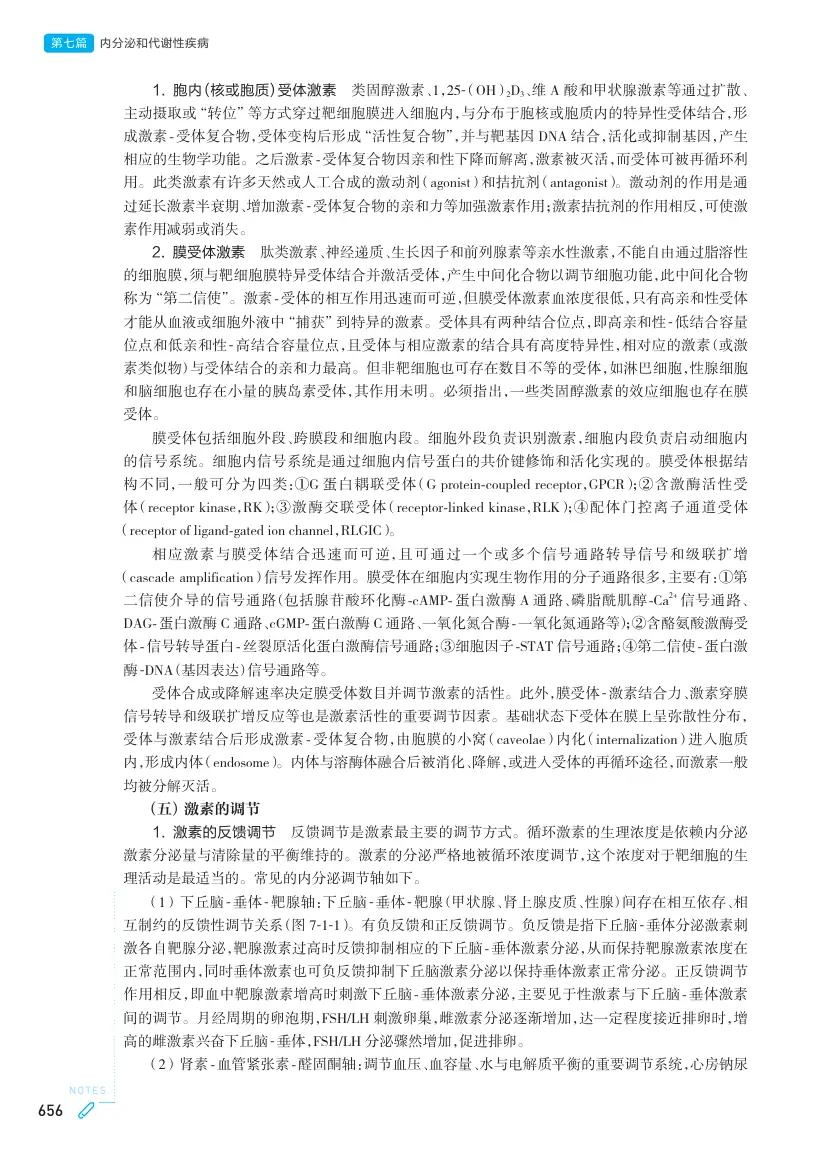 第七篇 内分泌和代谢性疾病
1. 胞内(核或胞质)受体激素 类固醇激素、1,25-(OH)₂D₃、维 A 酸和甲状腺激素等通过扩散、
主动摄取或“转位”等方式穿过靶细胞膜进入细胞内,与分布于胞核或胞质内的特异性受体结合,形
成激素-受体复合物,受体变构后形成“活性复合物”,并与靶基因 DNA 结合,活化或抑制基因,产生
相应的生物学功能。之后激素-受体复合物因亲和性下降而解离,激素被灭活,而受体可被再循环利
用。此类激素有许多天然或人工合成的激动剂(agonist)和拮抗剂(antagonist)。激动剂的作用是通
过延长激素半衰期、增加激素-受体复合物的亲和力等加强激素作用;激素拮抗剂的作用相反,可使激
素作用减弱或消失。
2. 膜受体激素 肽类激素、神经递质、生长因子和前列腺素等亲水性激素,不能自由通过脂溶性
的细胞膜,须与靶细胞膜特异受体结合并激活受体,产生中间化合物以调节细胞功能,此中间化合物
称为“第二信使”。激素-受体的相互作用迅速而可逆,但膜受体激素血浓度很低,只有高亲和性受体
才能从血液或细胞外液中“捕获”到特异的激素。受体具有两种结合位点,即高亲和性-低结合容量
位点和低亲和性-高结合容量位点,且受体与相应激素的结合具有高度特异性,相对应的激素(或激
素类似物)与受体结合的亲和力最高。但非靶细胞也可存在数目不等的受体,如淋巴细胞,性腺细胞
和脑细胞也存在小量的胰岛素受体,其作用未明。必须指出,一些类固醇激素的效应细胞也存在膜
受体。
膜受体包括细胞外段、跨膜段和细胞内段。细胞外段负责识别激素,细胞内段负责启动细胞内
的信号系统。细胞内信号系统是通过细胞内信号蛋白的共价键修饰和活化实现的。膜受体根据结
构不同,一般可分为四类:①G 蛋白耦联受体(G protein-coupled receptor,GPCR);②含激酶活性受
体(receptor kinase,RK);③激酶交联受体(receptor-linked kinase,RLK);④配体门控离子通道受体
(receptor of ligand-gated ion channel,RLGIC)。
相应激素与膜受体结合迅速而可逆,且可通过一个或多个信号通路转导信号和级联扩增
(cascade amplification)信号发挥作用。膜受体在细胞内实现生物作用的分子通路很多,主要有:①第
二信使介导的信号通路(包括腺苷酸环化酶-cAMP-蛋白激酶 A 通路、磷脂酰肌醇-Ca²⁺信号通路、
DAG-蛋白激酶 C 通路、cGMP-蛋白激酶 C 通路、一氧化氮合酶-一氧化氮通路等);②含酪氨酸激酶受
体-信号转导蛋白-丝裂原活化蛋白激酶信号通路;③细胞因子-STAT 信号通路;④第二信使-蛋白激
酶-DNA(基因表达)信号通路等。
受体合成或降解速率决定膜受体数目并调节激素的活性。此外,膜受体-激素结合力、激素穿膜
信号转导和级联扩增反应等也是激素活性的重要调节因素。基础状态下受体在膜上呈弥散性分布,
受体与激素结合后形成激素-受体复合物,由胞膜的小窝(caveolae)内化(internalization)进入胞质
内,形成内体(endosome)。内体与溶酶体融合后被消化、降解,或进入受体的再循环途径,而激素一般
均被分解灭活。
(五)激素的调节
1. 激素的反馈调节 反馈调节是激素最主要的调节方式。循环激素的生理浓度是依赖内分泌
激素分泌量与清除量的平衡维持的。激素的分泌严格地被循环浓度调节,这个浓度对于靶细胞的生
理活动是最适当的。常见的内分泌调节轴如下。
(1)下丘脑-垂体-靶腺轴:下丘脑-垂体-靶腺(甲状腺、肾上腺皮质、性腺)间存在相互依存、相
互制约的反馈性调节关系(图 7-1-1)。有负反馈和正反馈调节。负反馈是指下丘脑-垂体分泌激素刺
激各自靶腺分泌,靶腺激素过高时反馈抑制相应的下丘脑-垂体激素分泌,从而保持靶腺激素浓度在
正常范围内,同时垂体激素也可负反馈抑制下丘脑激素分泌以保持垂体激素正常分泌。正反馈调节
作用相反,即血中靶腺激素增高时刺激下丘脑-垂体激素分泌,主要见于性激素与下丘脑-垂体激素
间的调节。月经周期的卵泡期,FSH/LH 刺激卵巢,雌激素分泌逐渐增加,达一定程度接近排卵时,增
高的雌激素兴奋下丘脑-垂体,FSH/LH 分泌骤然增加,促进排卵。
(2)肾素-血管紧张素-醛固酮轴:调节血压、血容量、水与电解质平衡的重要调节系统,心房钠尿
NOTES
656